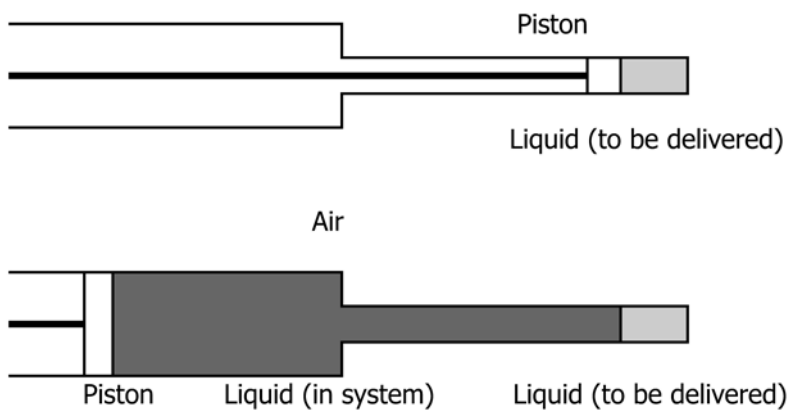 Piston
Liquid (to be delivered)
Air
Piston
Liquid (in system)
Liquid (to be delivered)